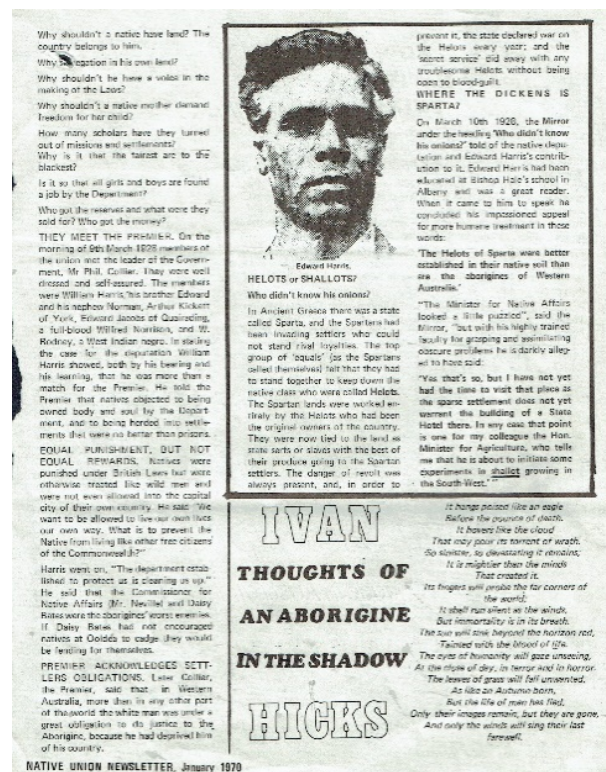 Why shouldn't a native have land? The
country belongs to him.
Why segregation in his own land?
Why shouldn't he have a voice in the
making of the Laws?
Why shouldn't a native mother demand
freedom for her child?
How many scholars have they turned
out of missions and settlements?
Why is it that the fairest are to the
blackest?
Is it so that all girls and boys are found
a job by the Department?
Who got the reserves and what were they
sold for? Who got the money?
THEY MEET THE PREMIER. On the
morning of 9th March 1928 members of
the union met the leader of the Govern-
ment, Mr Phil. Collier. They were well
dressed and self-assured. The members
were William Harris, his brother Edward
and his nephew Norman, Arthur Kickett
of York, Edward Jacobs of Quairading,
a full-blood Wilfred Morrison, and W.
Rodney, a West Indian negro. In stating
the case for the deputation William
Harris showed, both by his bearing and
his learning, that he was more than a
match for the Premier. He told the
Premier that natives objected to being
owned body and soul by the Depart-
ment, and to being herded into settle-
ments that were no better than prisons.
EQUAL PUNISHMENT, BUT NOT
EQUAL REWARDS. Natives were
punished under British Laws but were
otherwise treated like wild men and
were not even allowed into the capital
city of their own country. He said "We
want to be allowed to live our own lives
our own way. What is to prevent the
Native from living like other free citizens
of the Commonwealth?"
Harris went on, "The department estab-
lished to protect us is cleaning us up."
He said that the Commissioner for
Native Affairs (Mr. Neville) and Daisy
Bates were the aborigines' worst enemies.
If Daisy Bates had not encouraged
natives at Ooldea to cadge they would
be fending for themselves.
PREMIER ACKNOWLEDGES SETT-
LERS OBLIGATIONS. Later Collier,
the Premier, said that in Western
Australia, more than in any other part
of the world the white man was under a
great obligation to do justice to the
Aborigine, because he had deprived him
of his country.
Edward Harris.
HELOTS or SHALLOTS?
Who didn't know his onions?
In Ancient Greece there was a state
called Sparta, and the Spartans had
been invading settlers who could
not stand rival loyalties. The top
group of 'equals' (as the Spartans
called themselves) felt that they had
to stand together to keep down the
native class who were called Helots.
The Spartan lands were worked en-
tirely by the Helots who had been
the original owners of the country.
They were now tied to the land as
state serfs or slaves with the best of
their produce going to the Spartan
settlers. The danger of revolt was
always present, and, in order to
prevent it, the state declared war on
the Helots every year; and the
'secret service' did away with any
troublesome Helots without being
open to blood-guilt.
WHERE THE DICKENS IS
SPARTA?
On March 10th 1928, the Mirror
under the heading 'Who didn't know
his onions?' told of the native depu-
tation and Edward Harris's contrib-
ution to it. Edward Harris had been
educated at Bishop Hale's school in
Albany and was a great reader.
When it came to him to speak he
concluded his impassioned appeal
for more humane treatment in these
words:
'The Helots of Sparta were better
established in their native soil than
are the aborigines of Western
Australia.'
"The Minister for Native Affairs
looked a little puzzled", said the
Mirror, "but with his highly trained
faculty for grasping and assimilating
obscure problems he is darkly alleg-
ed to have said:
"Yes that's so, but I have not yet
had the time to visit that place as
the sparse settlement does not yet
warrant the building of a State
Hotel there. In any case that point
is one for my colleague the Hon.
Minister for Agriculture, who tells
me that he is about to initiate some
experiments in shallot growing in
the South-West.' "
IVAN
THOUGHTS OF
AN ABORIGINE
IN THE SHADOW
HICKS
It hangs poised like an eagle
Before the pounce of death.
It hovers like the cloud
That may pour its torrent of wrath.
So sinister, so devastating it remains;
It is mightier than the minds
That created it.
Its fingers will probe the far corners of
the world;
It shall run silent as the winds,
But immortality is in its breath.
The sun will sink beyond the horizon red,
Tainted with the blood of life.
The eyes of humanity will gaze unseeing,
At the close of day, in terror and in horror.
The leaves of grass will fall unwanted,
As like an Autumn born,
But the life of man has fled,
Only their images remain, but they are gone,
And only the winds will sing their last
farewell.
NATIVE UNION NEWSLETTER, January 1970